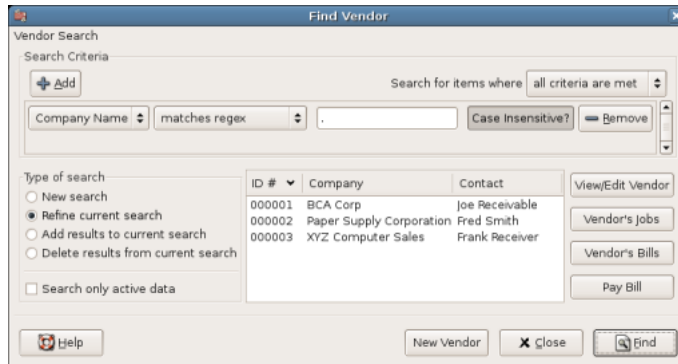 Find Vendor
Vendor Search
Search Criteria
Add
Search for items where all criteria are met
Company Name matches regex . Case Insensitive? Remove
Type of search
New search
Refine current search
Add results to current search
Delete results from current search
Search only active data
ID # Company Contact
000001 BCA Corp Joe Receivable
000002 Paper Supply Corporation Fred Smith
000003 XYZ Computer Sales Frank Receiver
View/Edit Vendor
Vendor's Jobs
Vendor's Bills
Pay Bill
Help New Vendor Close Find